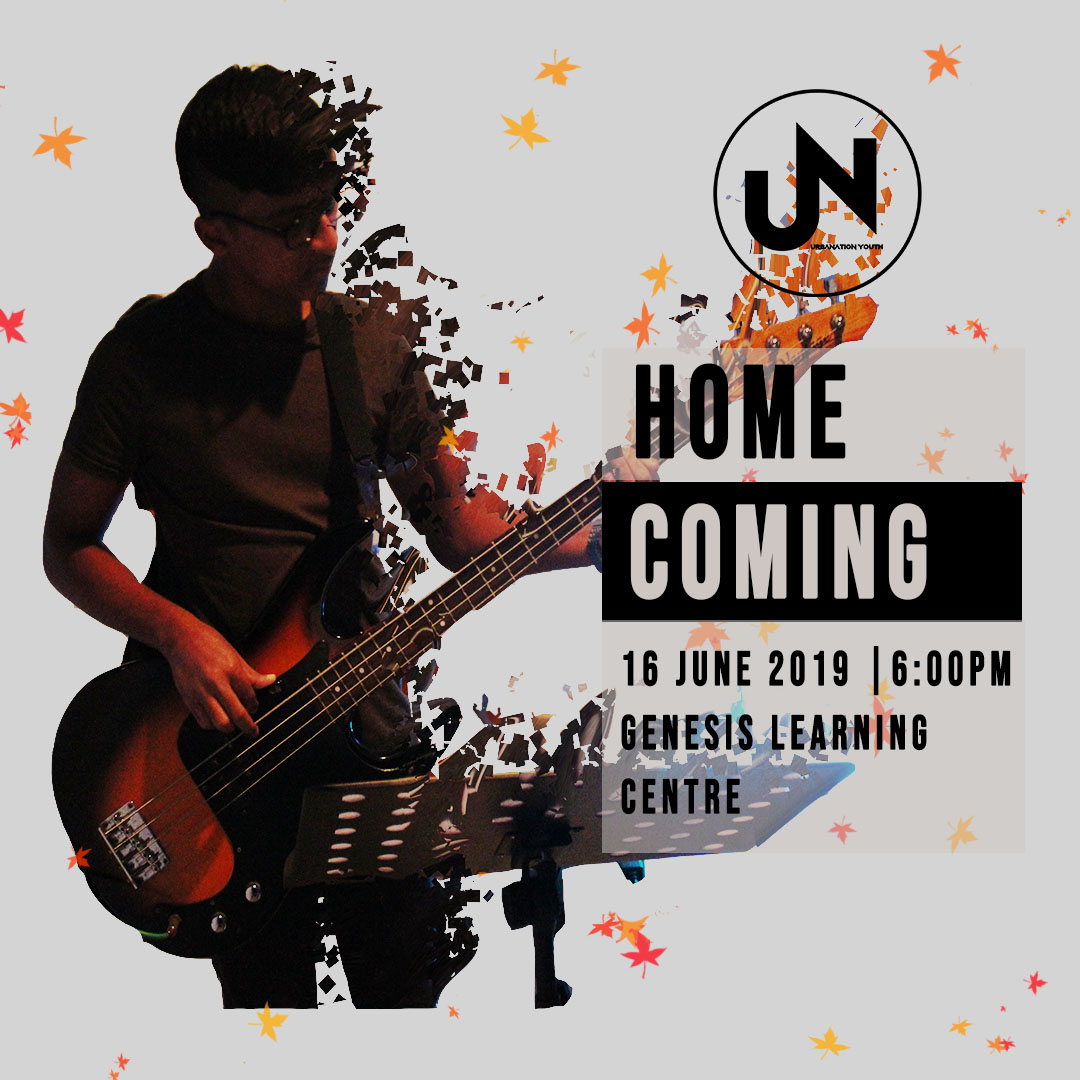 UN
URBANATION YOUTH
HOME
COMING
16 JUNE 2019 |6:00PM
GENESIS LEARNING
CENTRE